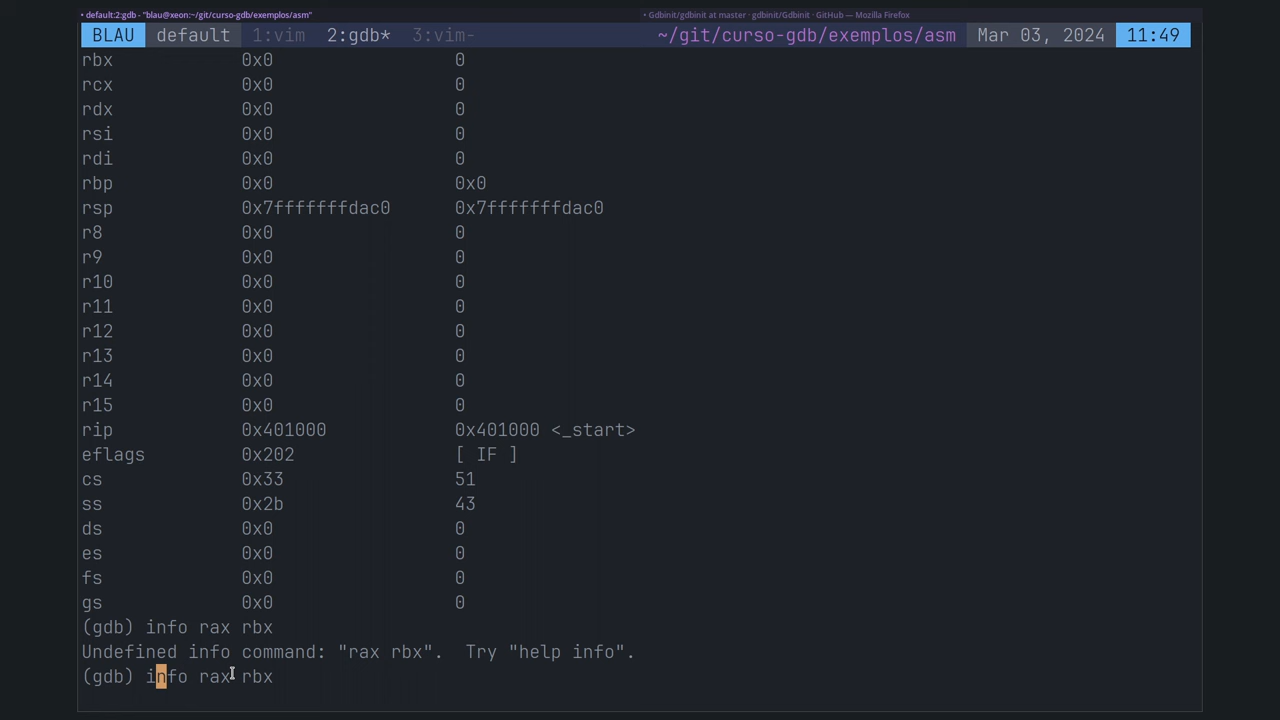 • default:2:gdb - "blau@xeon:~/git/curso-gdb/exemplos/asm"
• Gdbinit/gdbinit at master · gdbinit/Gdbinit · GitHub — Mozilla Firefox
BLAU default 1:vim 2:gdb* 3:vim- ~/git/curso-gdb/exemplos/asm Mar 03, 2024 11:49
rbx 0x0 0
rcx 0x0 0
rdx 0x0 0
rsi 0x0 0
rdi 0x0 0
rbp 0x0 0x0
rsp 0x7fffffffdac0 0x7fffffffdac0
r8 0x0 0
r9 0x0 0
r10 0x0 0
r11 0x0 0
r12 0x0 0
r13 0x0 0
r14 0x0 0
r15 0x0 0
rip 0x401000 0x401000 <_start>
eflags 0x202 [ IF ]
cs 0x33 51
ss 0x2b 43
ds 0x0 0
es 0x0 0
fs 0x0 0
gs 0x0 0
(gdb) info rax rbx
Undefined info command: "rax rbx".  Try "help info".
(gdb) info rax rbx